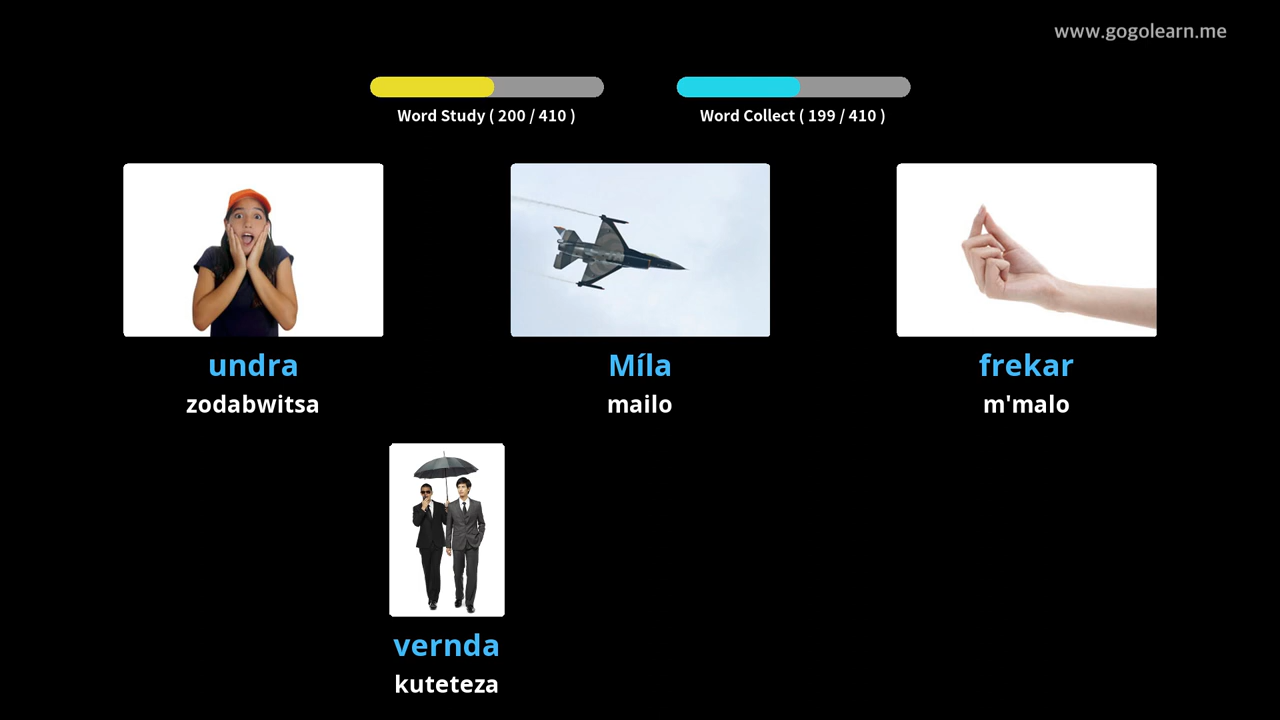 www.gogolearn.me
Word Study ( 200 / 410 )
Word Collect ( 199 / 410 )
undra
zodabwitsa
Míla
mailo
frekar
m'malo
vernda
kuteteza